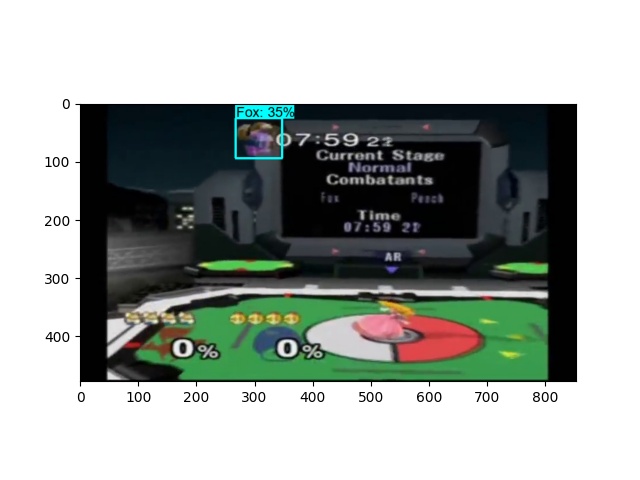 0
100
200
300
400
Fox: 35%
07:59 22
Current Stage
Normal
Combatants
Fox Peach
Time
07:59 22
AR
0% 0%
0 100 200 300 400 500 600 700 800